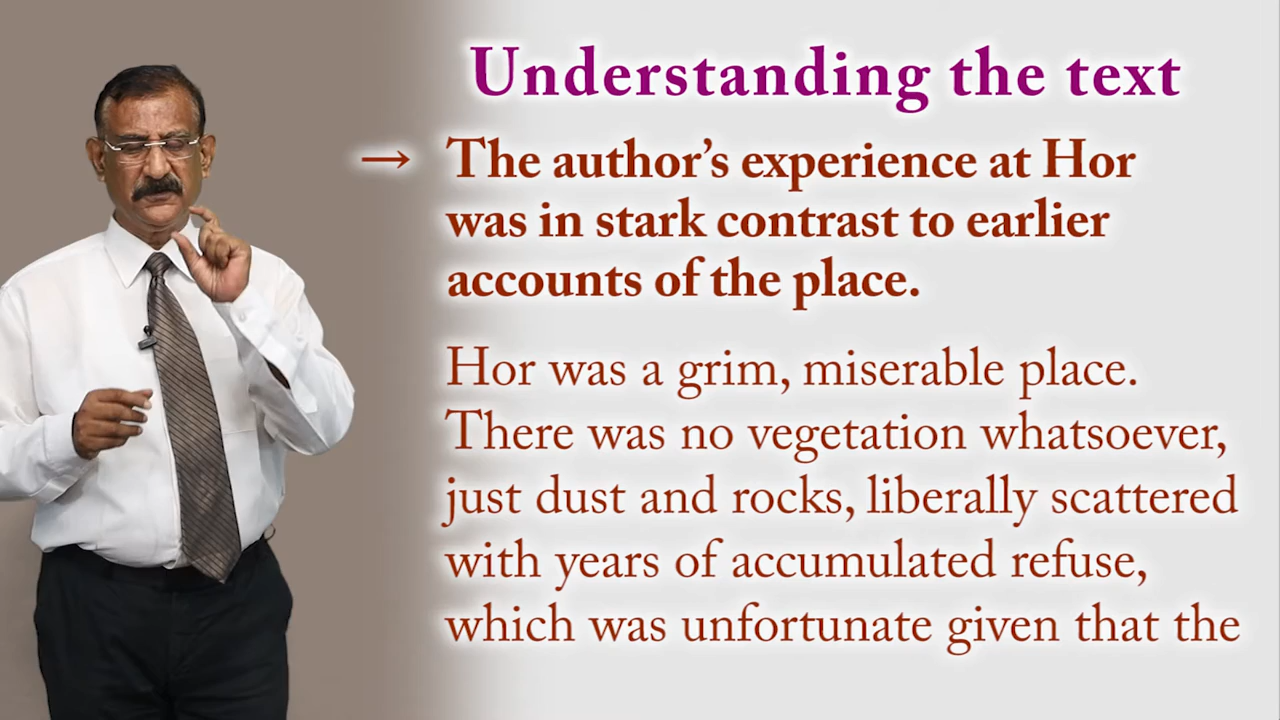 Understanding the text
→ The author’s experience at Hor
was in stark contrast to earlier
accounts of the place.
Hor was a grim, miserable place.
There was no vegetation whatsoever,
just dust and rocks, liberally scattered
with years of accumulated refuse,
which was unfortunate given that the